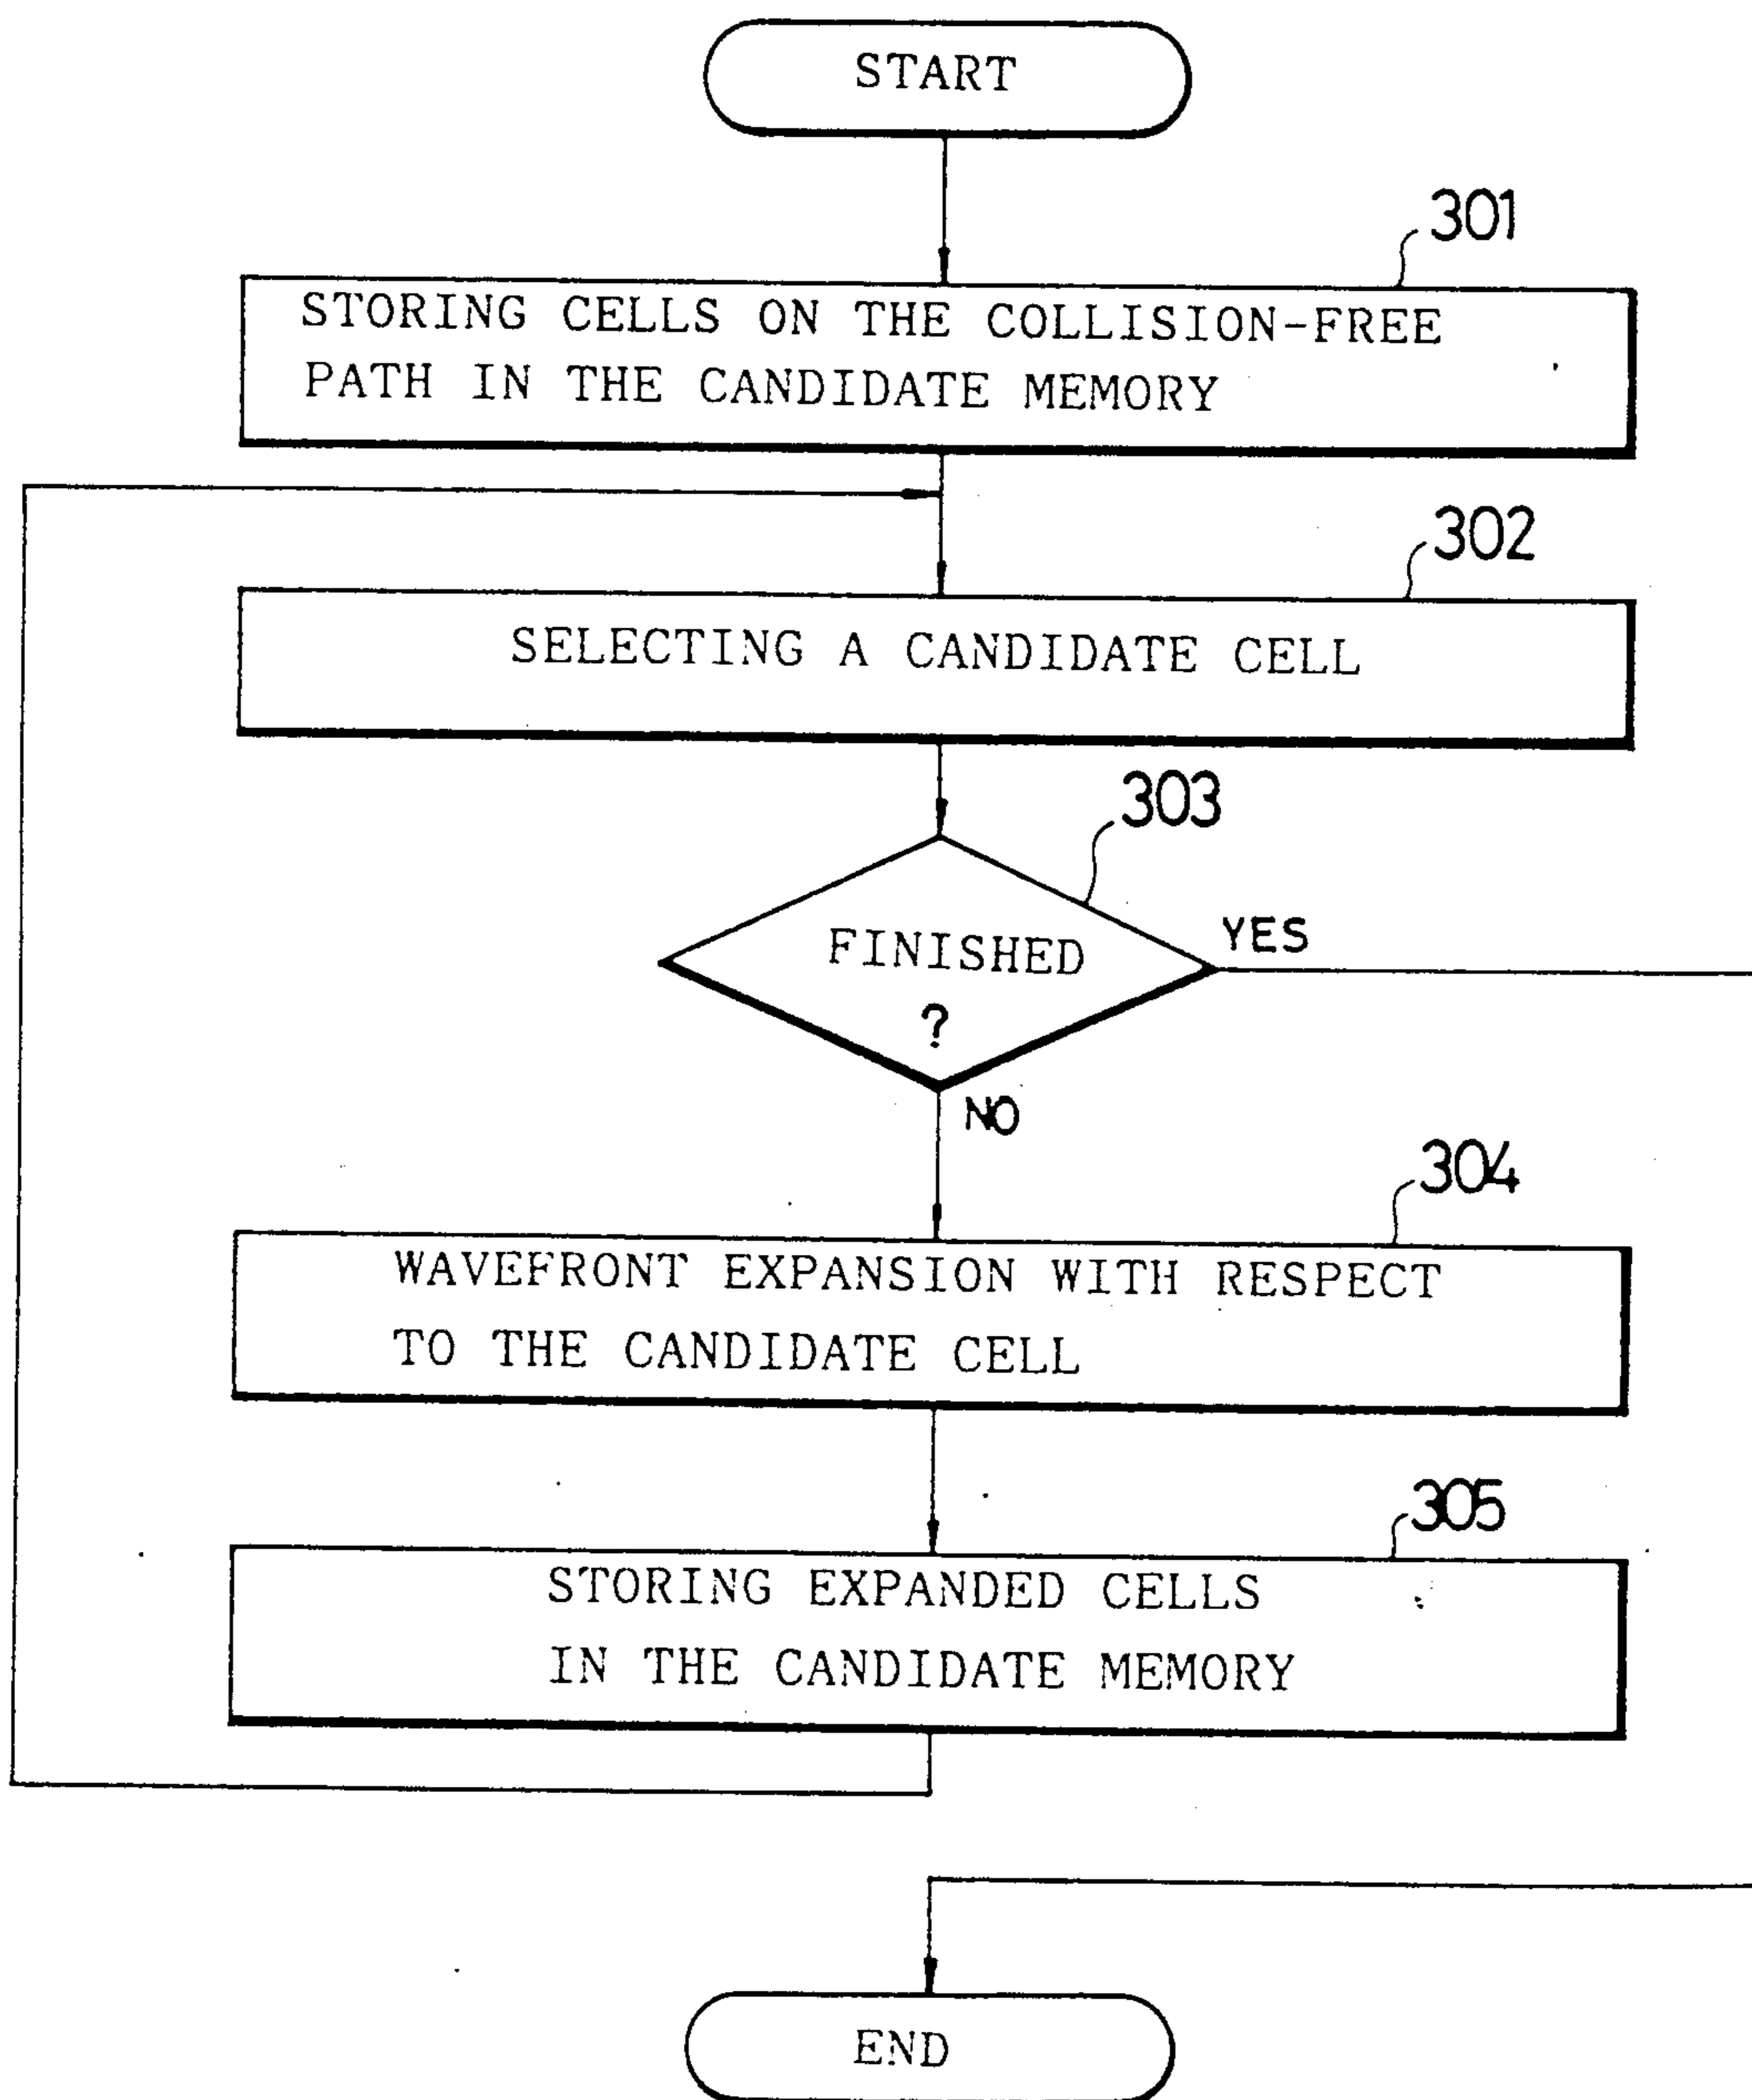 START
301
STORING CELLS ON THE COLLISION-FREE
PATH IN THE CANDIDATE MEMORY
302
SELECTING A CANDIDATE CELL
303
FINISHED
?
YES
NO
304
WAVEFRONT EXPANSION WITH RESPECT
TO THE CANDIDATE CELL
305
STORING EXPANDED CELLS
IN THE CANDIDATE MEMORY
END